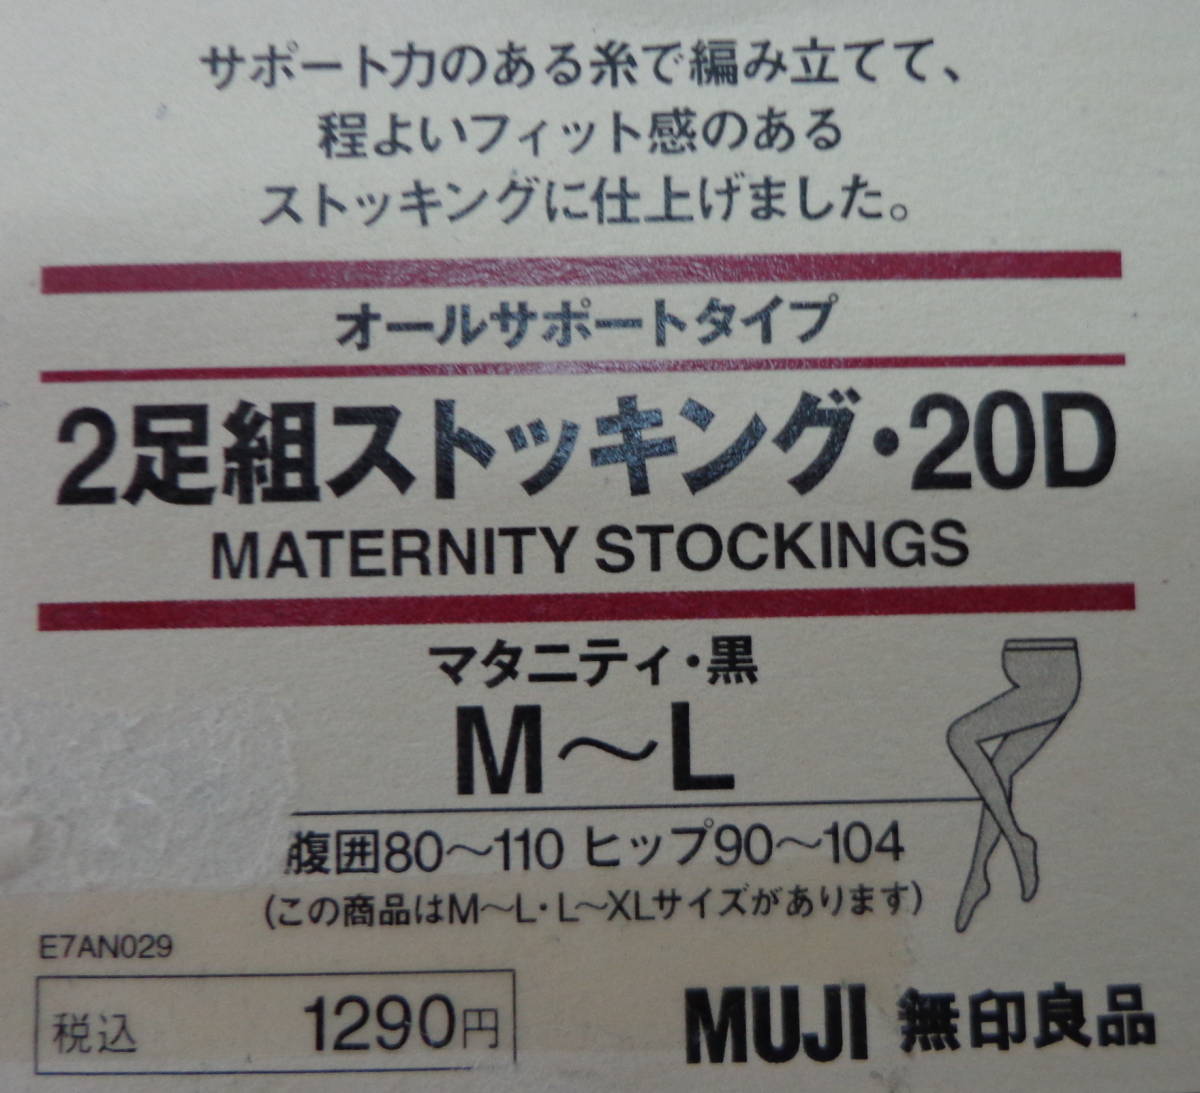 サポート力のある糸で編み立てて、
程よいフィット感のある
ストッキングに仕上げました。
オールサポートタイプ
2足組ストッキング・20D
MATERNITY STOCKINGS
マタニティ・黒
M〜L
腹囲80〜110 ヒップ90〜104
(この商品はM〜L・L〜XLサイズがあります)
E7AN029
税込 1290円
MUJI 無印良品